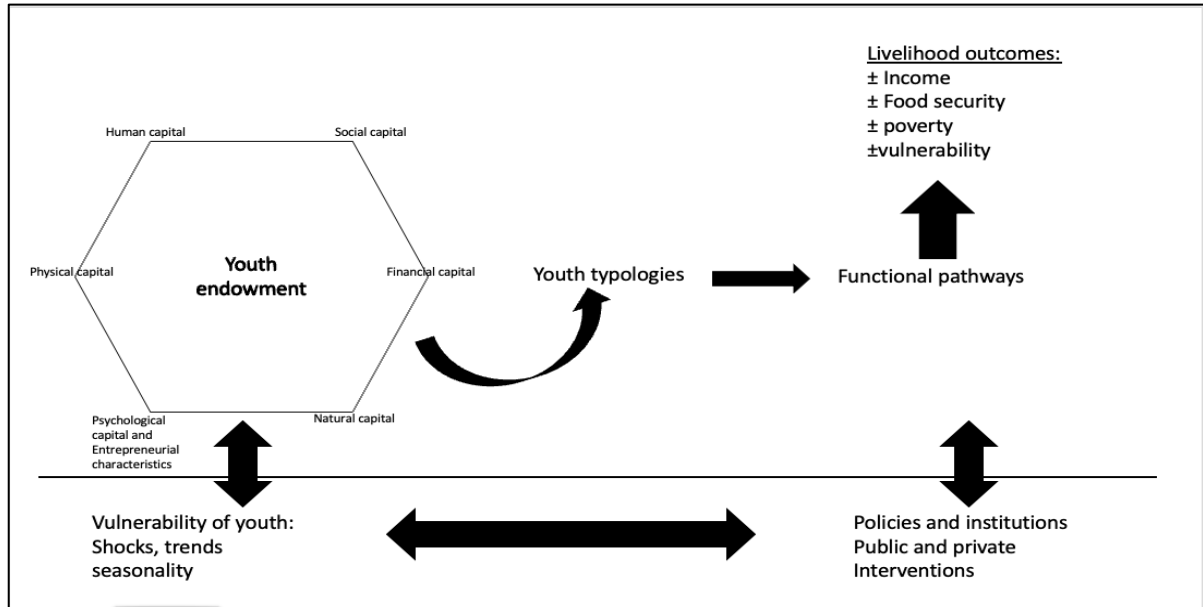 Livelihood outcomes:
± Income
± Food security
± poverty
±vulnerability
Human capital
Social capital
Physical capital
Youth
endowment
Financial capital
Youth typologies
Functional pathways
Psychological
capital and
Entrepreneurial
characteristics
Natural capital
Vulnerability of youth:
Shocks, trends
seasonality
Policies and institutions
Public and private
Interventions